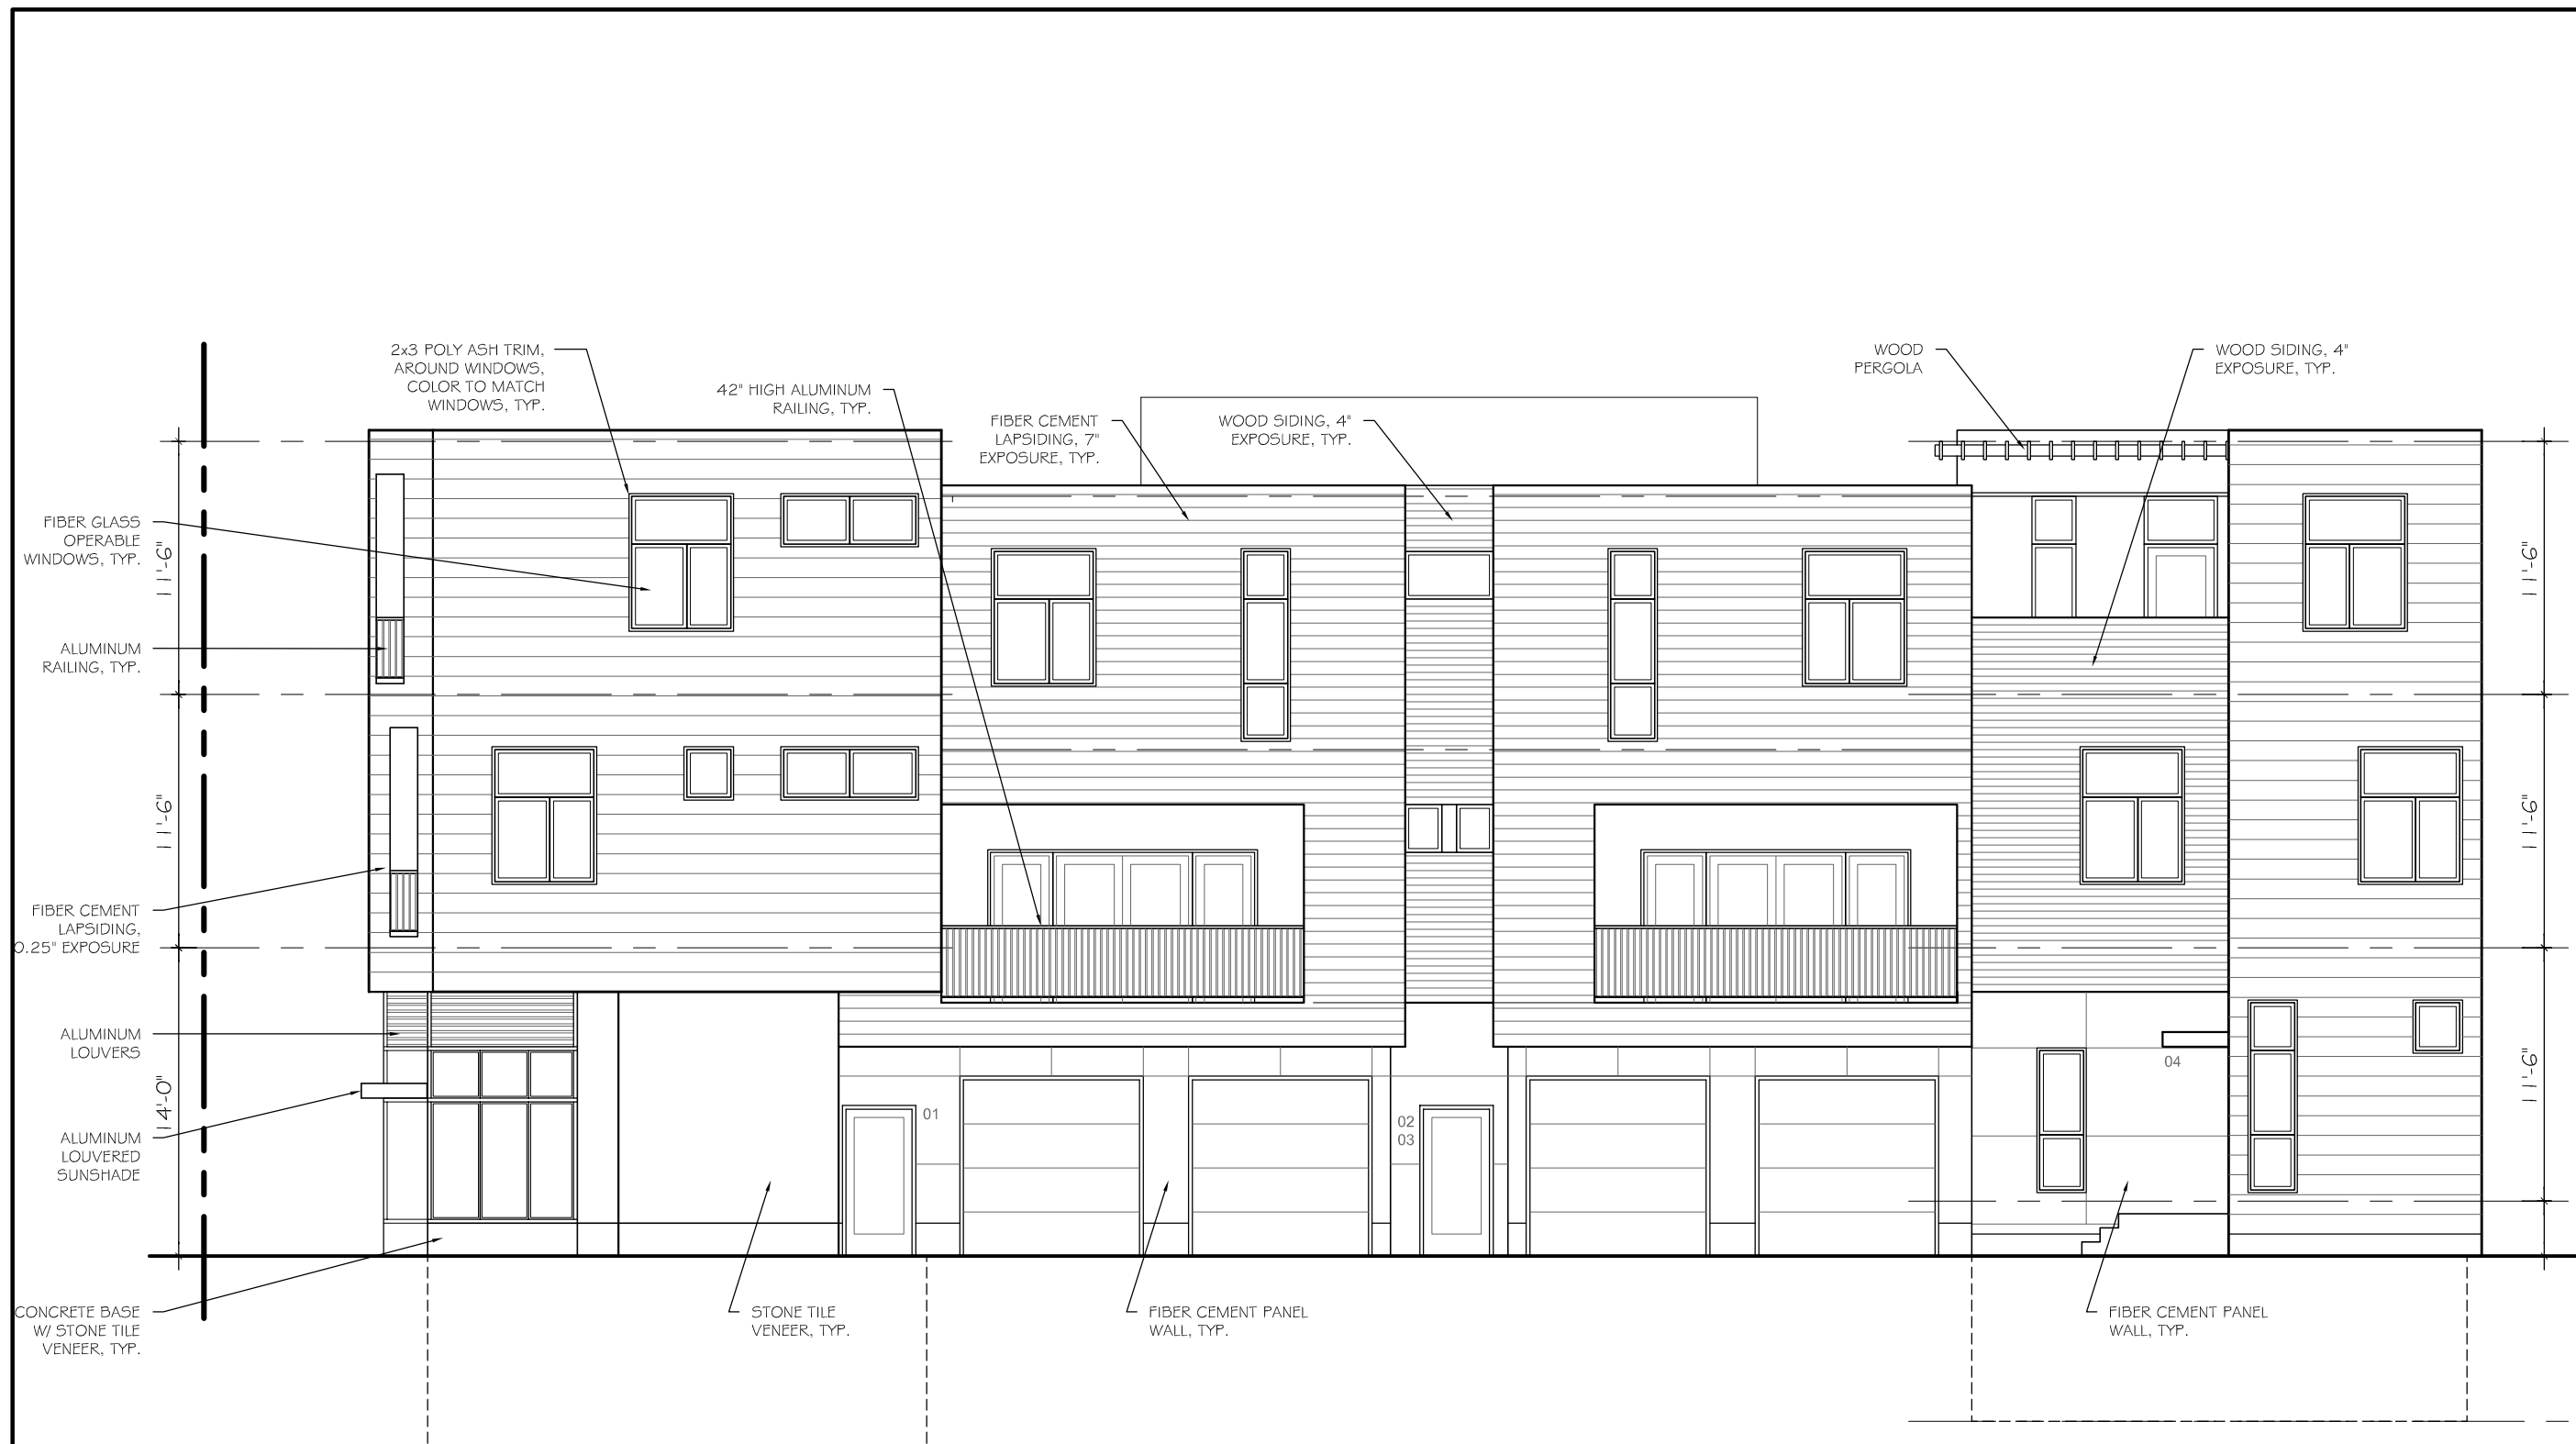 2x3 POLY ASH TRIM,
AROUND WINDOWS,
COLOR TO MATCH
WINDOWS, TYP.
42" HIGH ALUMINUM
RAILING, TYP.
FIBER CEMENT
LAPSIDING, 7"
EXPOSURE, TYP.
WOOD SIDING, 4"
EXPOSURE, TYP.
WOOD
PERGOLA
WOOD SIDING, 4"
EXPOSURE, TYP.
FIBER GLASS
OPERABLE
WINDOWS, TYP.
11'-6"
ALUMINUM
RAILING, TYP.
11'-6"
FIBER CEMENT
LAPSIDING,
0.25" EXPOSURE
ALUMINUM
LOUVERS
14'-0"
ALUMINUM
LOUVERED
SUNSHADE
CONCRETE BASE
W/ STONE TILE
VENEER, TYP.
STONE TILE
VENEER, TYP.
FIBER CEMENT PANEL
WALL, TYP.
FIBER CEMENT PANEL
WALL, TYP.
01
02
03
04
11'-6"
11'-6"
11'-6"